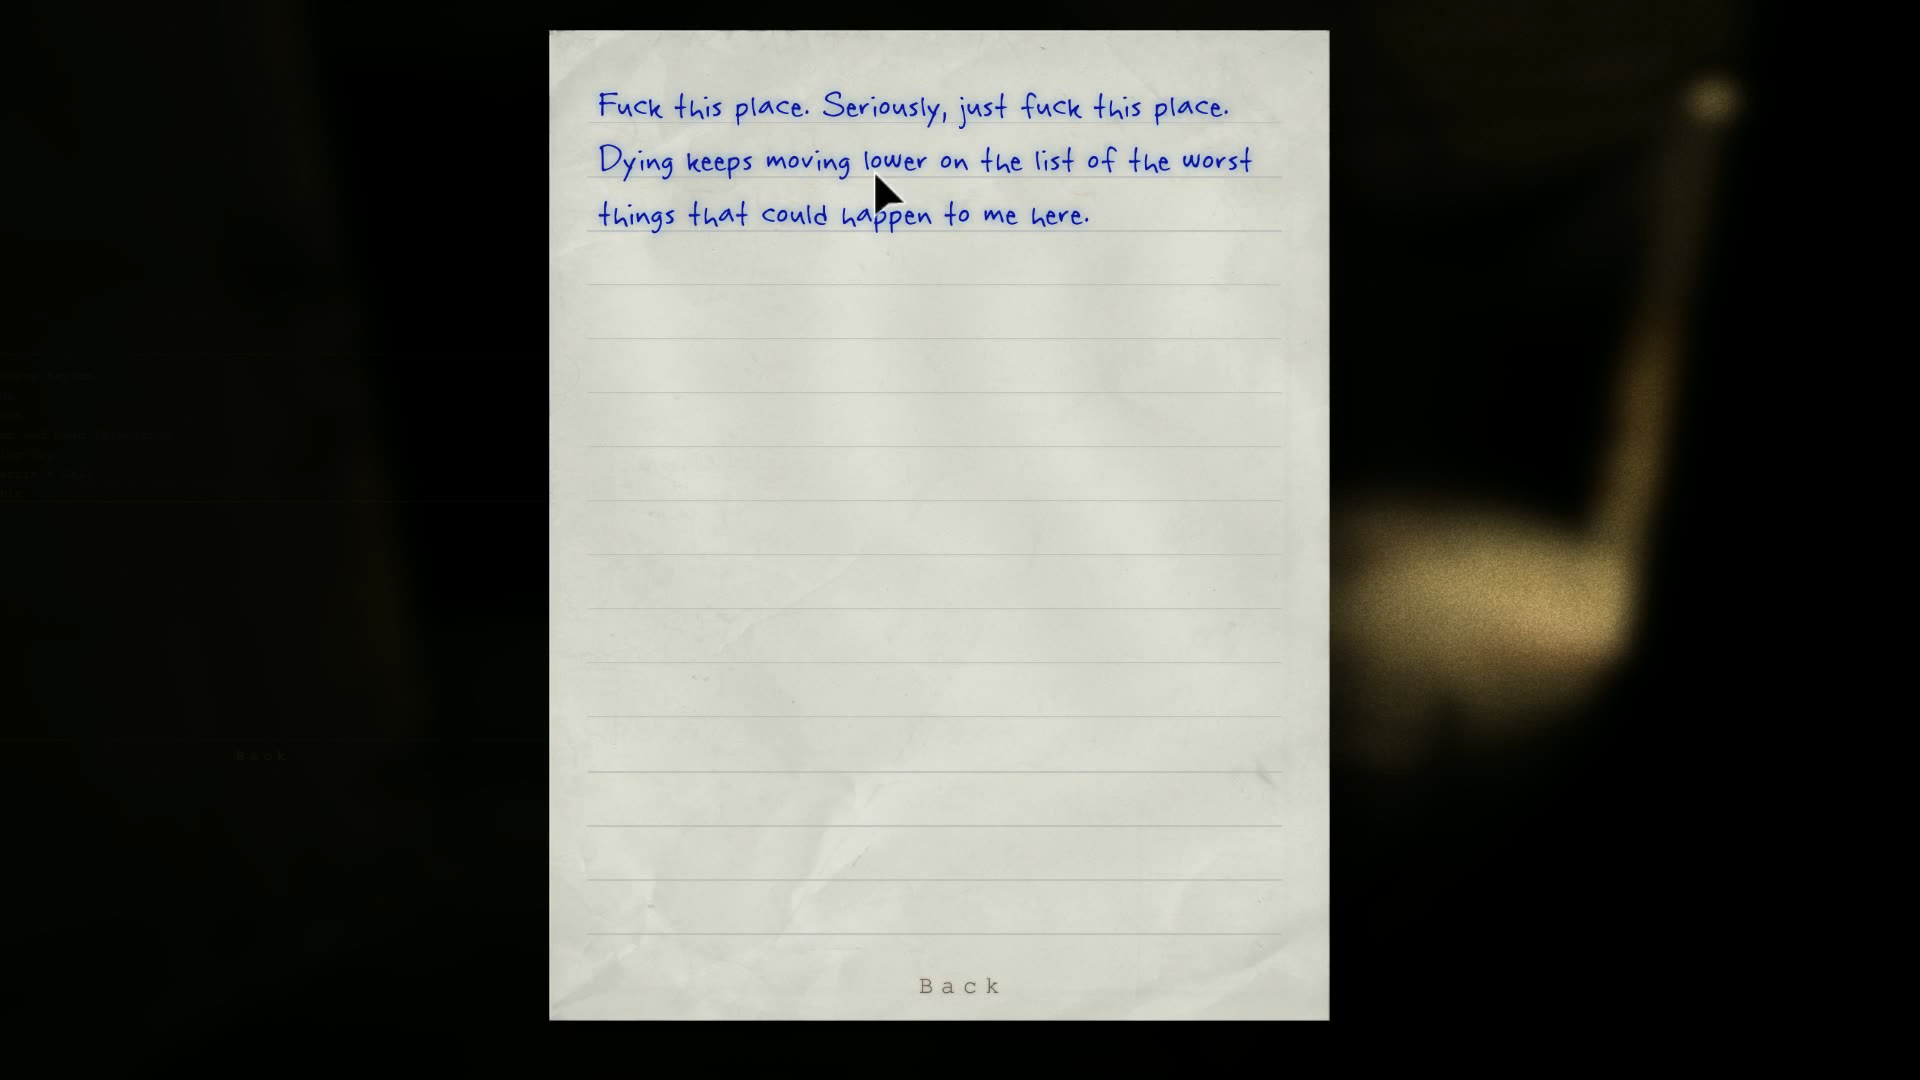 Fuck this place. Seriously, just fuck this place.
Dying keeps moving lower on the list of the worst
things that could happen to me here.
Back
Back